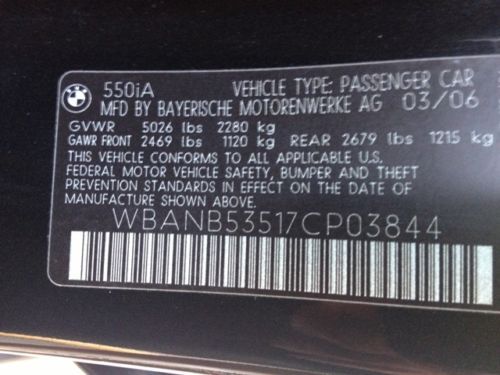 BMW
550iA VEHICLE TYPE: PASSENGER CAR
MFD BY BAYERISCHE MOTORENWERKE AG 03/06
GVWR 5026 lbs 2280 kg
GAWR FRONT 2469 lbs 1120 kg REAR 2679 lbs 1215 kg
THIS VEHICLE CONFORMS TO ALL APPLICABLE U.S.
FEDERAL MOTOR VEHICLE SAFETY, BUMPER AND THEFT
PREVENTION STANDARDS IN EFFECT ON THE DATE OF
MANUFACTURE SHOWN ABOVE.
WBANB53517CP03844